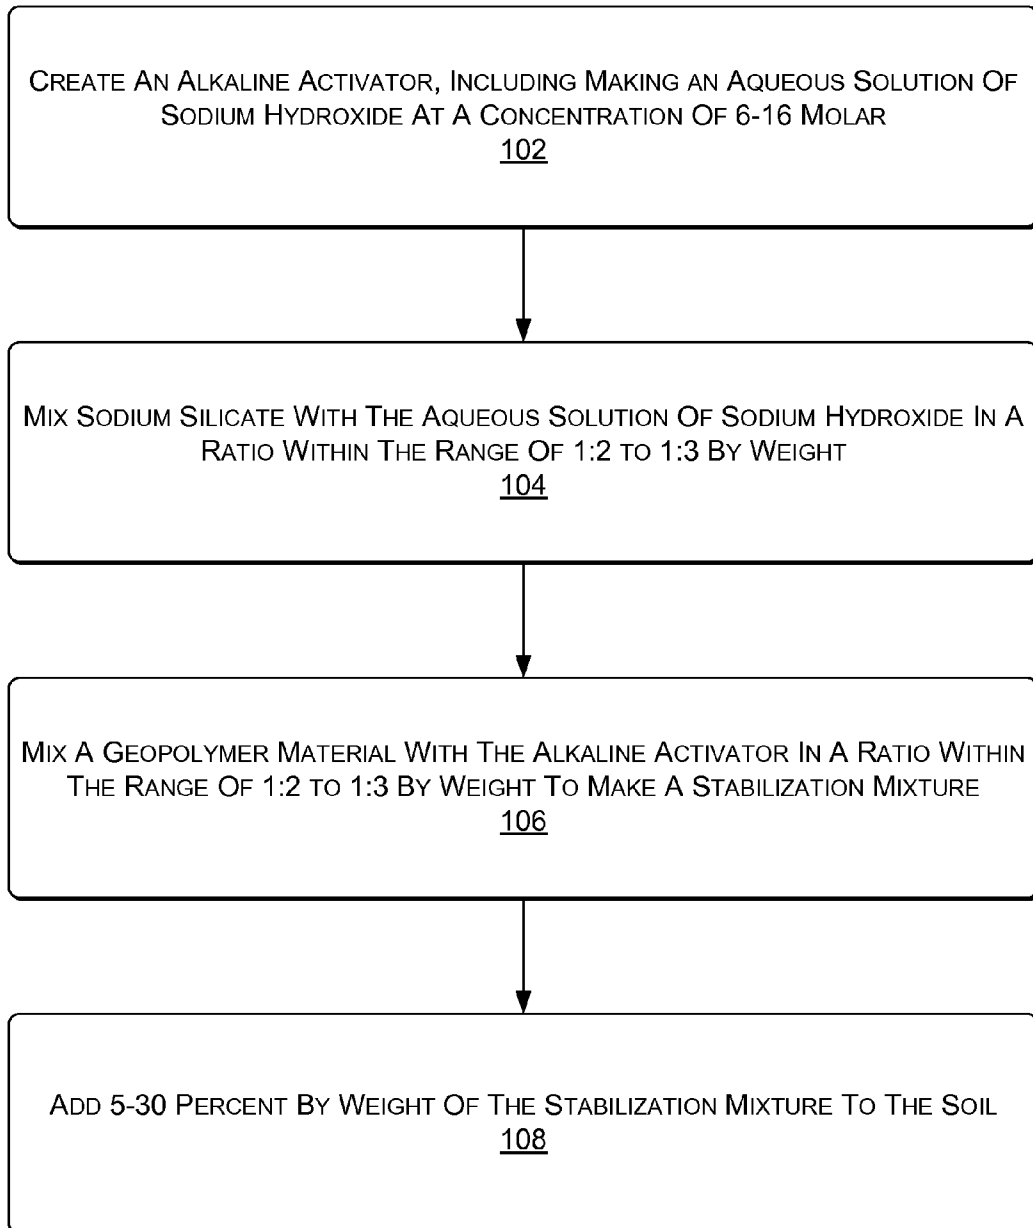 CREATE AN ALKALINE ACTIVATOR, INCLUDING MAKING AN AQUEOUS SOLUTION OF
SODIUM HYDROXIDE AT A CONCENTRATION OF 6-16 MOLAR
102
MIX SODIUM SILICATE WITH THE AQUEOUS SOLUTION OF SODIUM HYDROXIDE IN A
RATIO WITHIN THE RANGE OF 1:2 TO 1:3 BY WEIGHT
104
MIX A GEOPOLYMER MATERIAL WITH THE ALKALINE ACTIVATOR IN A RATIO WITHIN
THE RANGE OF 1:2 TO 1:3 BY WEIGHT TO MAKE A STABILIZATION MIXTURE
106
ADD 5-30 PERCENT BY WEIGHT OF THE STABILIZATION MIXTURE TO THE SOIL
108